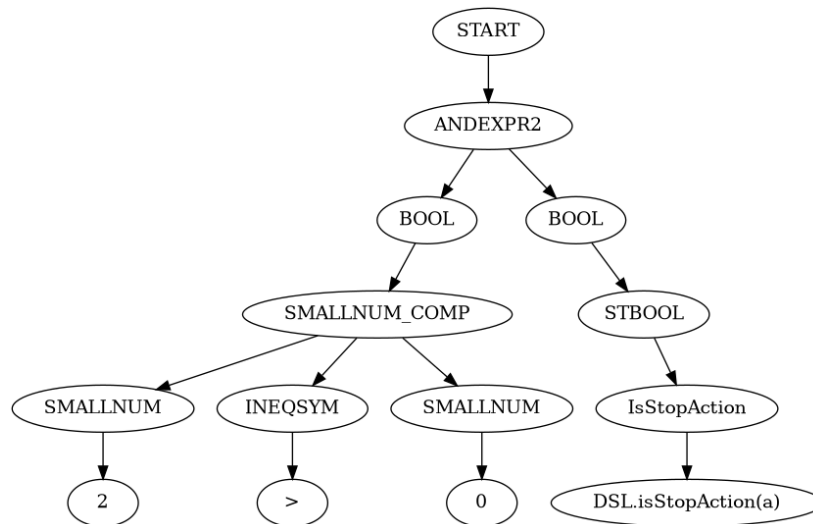 START
ANDEXPR2
BOOL
BOOL
SMALLNUM_COMP
STBOOL
SMALLNUM
INEQSYM
SMALLNUM
IsStopAction
2
>
0
DSL.isStopAction(a)